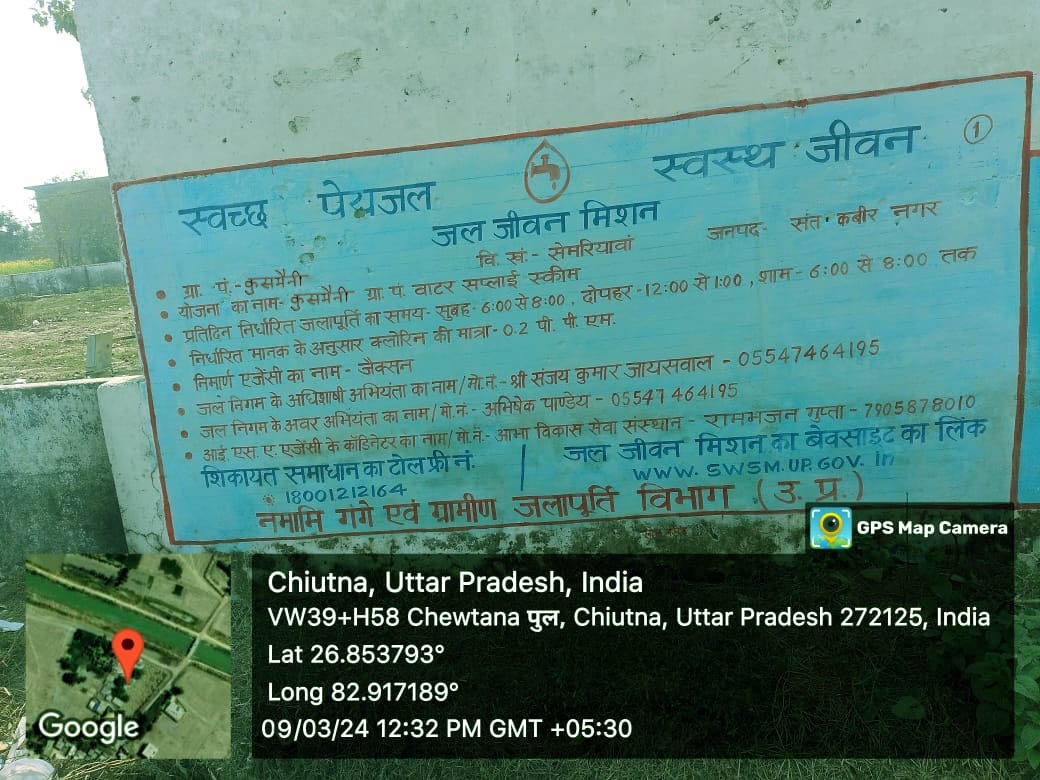 ①
स्वच्छ पेयजल स्वस्थ जीवन
जल जीवन मिशन
वि. खं:- सेमरियावां जनपद- संत कबीर नगर
• ग्रा. पं.- कुसमैनी
• योजना का नाम- कुसमैनी ग्रा. पं. वाटर सप्लाई स्कीम
• प्रतिदिन निर्धारित जलापूर्ति का समय- सुबह- 6:00 से 8:00, दोपहर- 12:00 से 1:00, शाम- 6:00 से 8:00 तक
• निर्धारित मानक के अनुसार क्लोरिन की मात्रा- 0.2 पी. पी. एम.
• निमार्ण एजेंसी का नाम - जैक्सन
• जल निगम के अधिशाषी अभियंता का नाम/मो.नं.- श्री संजय कुमार जायसवाल - 05547464195
• जल निगम के अवर अभियंता का नाम/मो.नं.- अभिषेक पाण्डेय - 05547464195
• आई. एस. ए. एजेंसी के कॉडिनेटर का नाम/मो.नं.- आभा विकास सेवा संस्थान - रामभजन गुप्ता - 7905878010
शिकायत समाधान का टोल फ्री नं.
18001212164
जल जीवन मिशन का बेवसाइट का लिंक
www.SWSM.UP.GOV.in
नमामि गंगे एवं ग्रामीण जलापूर्ति विभाग (उ. प्र.)
GPS Map Camera
Chiutna, Uttar Pradesh, India
VW39+H58 Chewtana पुल, Chiutna, Uttar Pradesh 272125, India
Lat 26.853793°
Long 82.917189°
09/03/24 12:32 PM GMT +05:30
Google